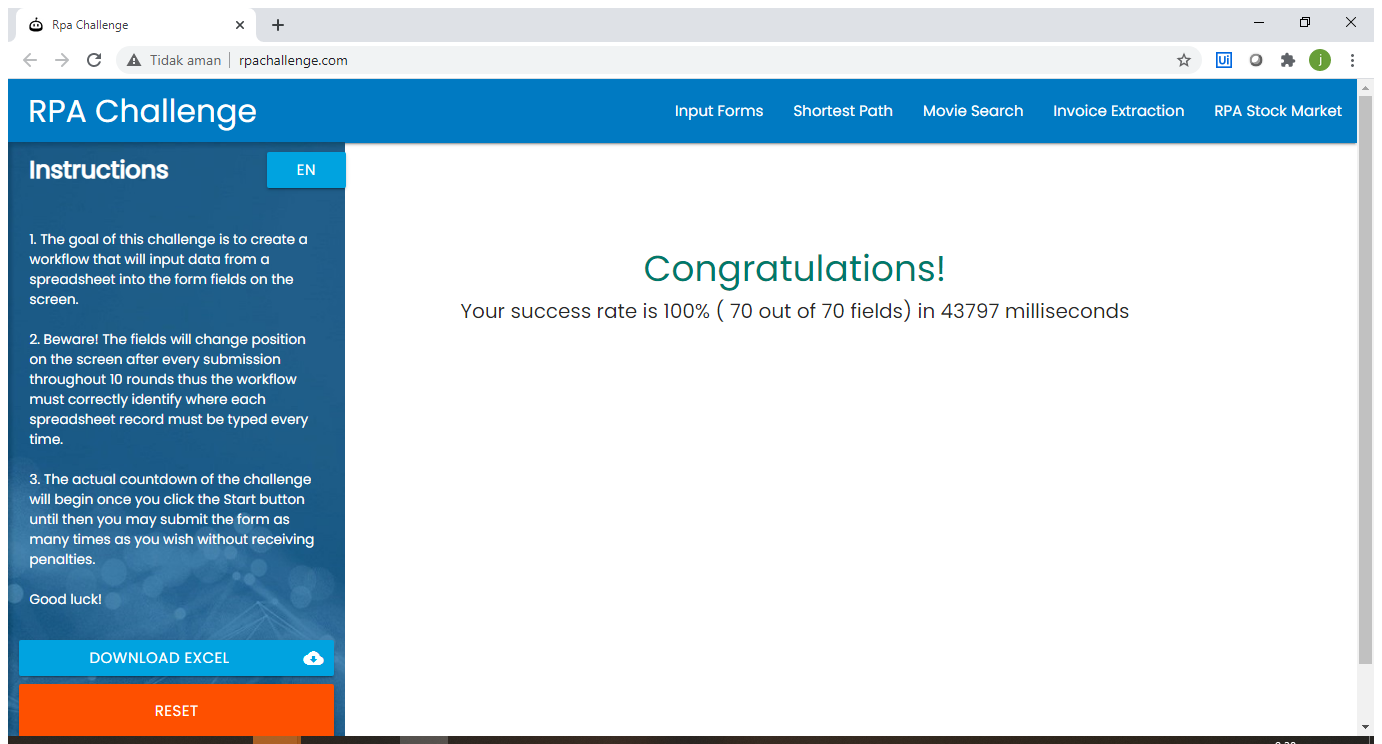 Rpa Challenge
Tidak aman
rpachallenge.com
Ui
j
RPA Challenge
Input Forms
Shortest Path
Movie Search
Invoice Extraction
RPA Stock Market
Instructions
EN
1. The goal of this challenge is to create a
workflow that will input data from a
spreadsheet into the form fields on the
screen.
2. Beware! The fields will change position
on the screen after every submission
throughout 10 rounds thus the workflow
must correctly identify where each
spreadsheet record must be typed every
time.
3. The actual countdown of the challenge
will begin once you click the Start button
until then you may submit the form as
many times as you wish without receiving
penalties.
Good luck!
DOWNLOAD EXCEL
RESET
Congratulations!
Your success rate is 100% ( 70 out of 70 fields) in 43797 milliseconds